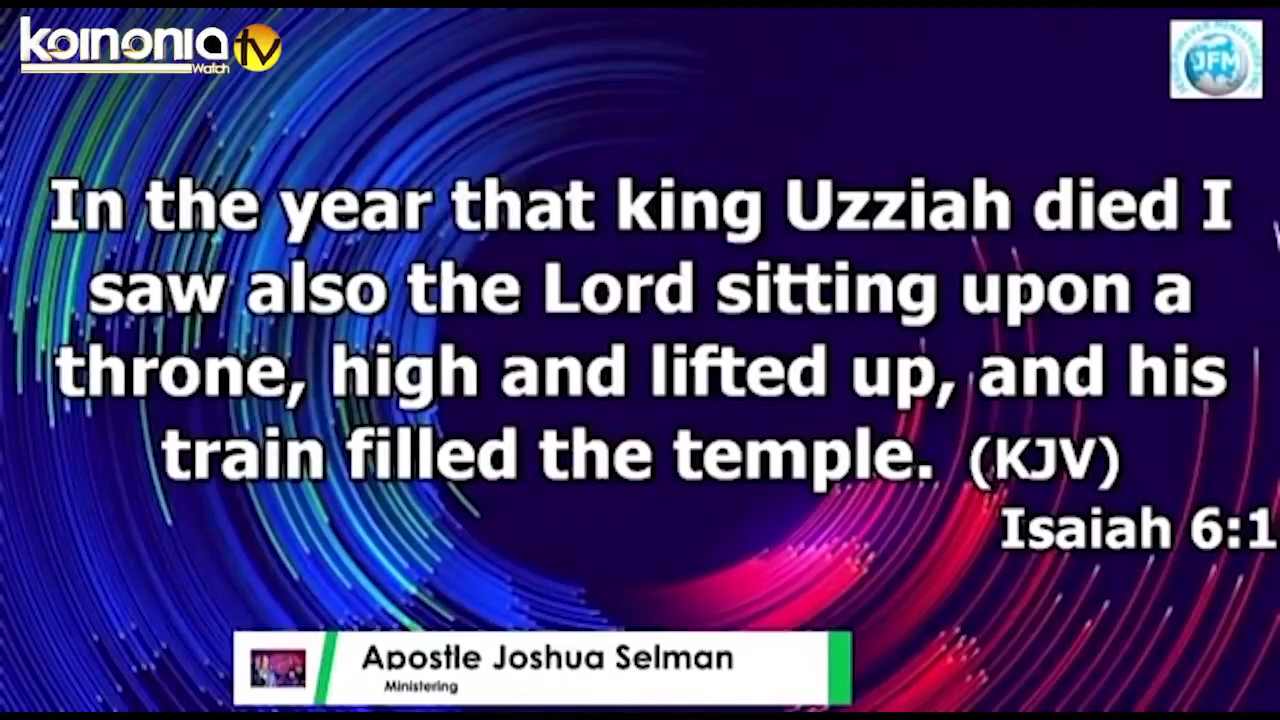 koinonia tv
Watch
JFM
In the year that king Uzziah died I
saw also the Lord sitting upon a
throne, high and lifted up, and his
train filled the temple. (KJV)
Isaiah 6:1
Apostle Joshua Selman
Ministering